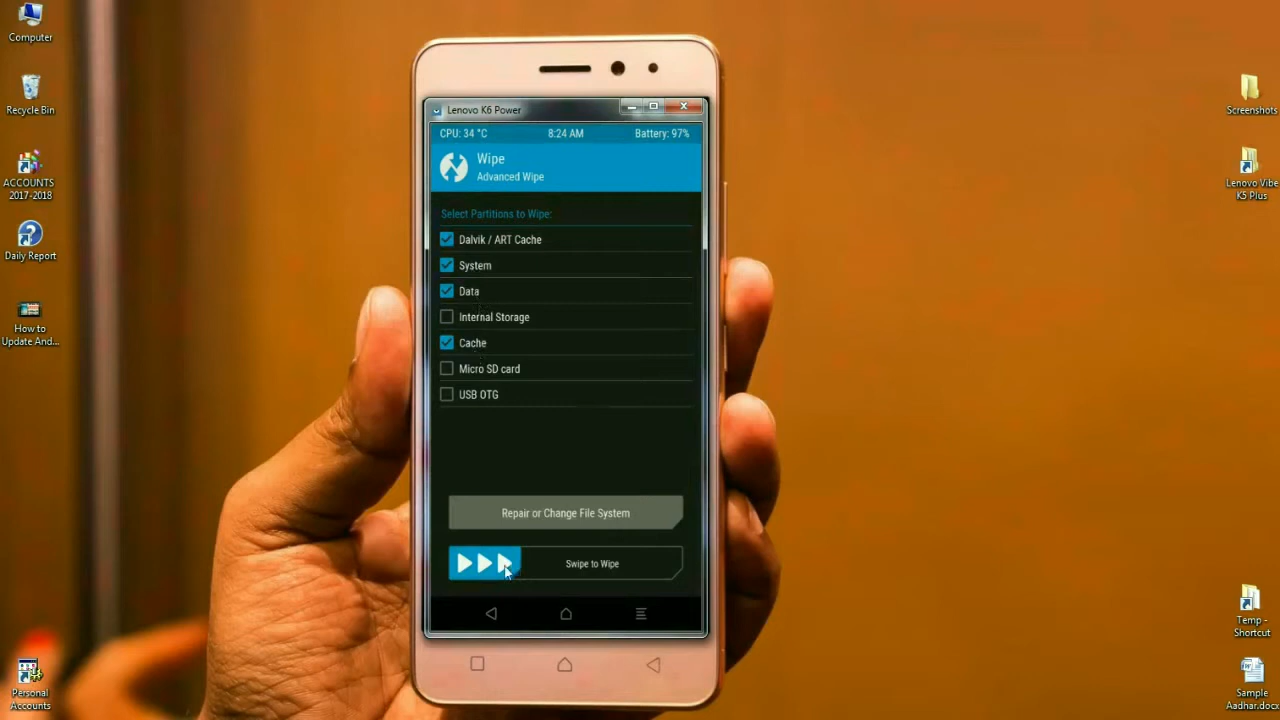 Computer
Recycle Bin
ACCOUNTS
2017-2018
Daily Report
How to
Update And...
Personal
Accounts
Lenovo K6 Power
CPU: 34 °C
8:24 AM
Battery: 97%
Wipe
Advanced Wipe
Select Partitions to Wipe:
Dalvik / ART Cache
System
Data
Internal Storage
Cache
Micro SD card
USB OTG
Repair or Change File System
Swipe to Wipe
Screenshots
Lenovo Vibe
K5 Plus
Temp -
Shortcut
Sample
Aadhar.docx